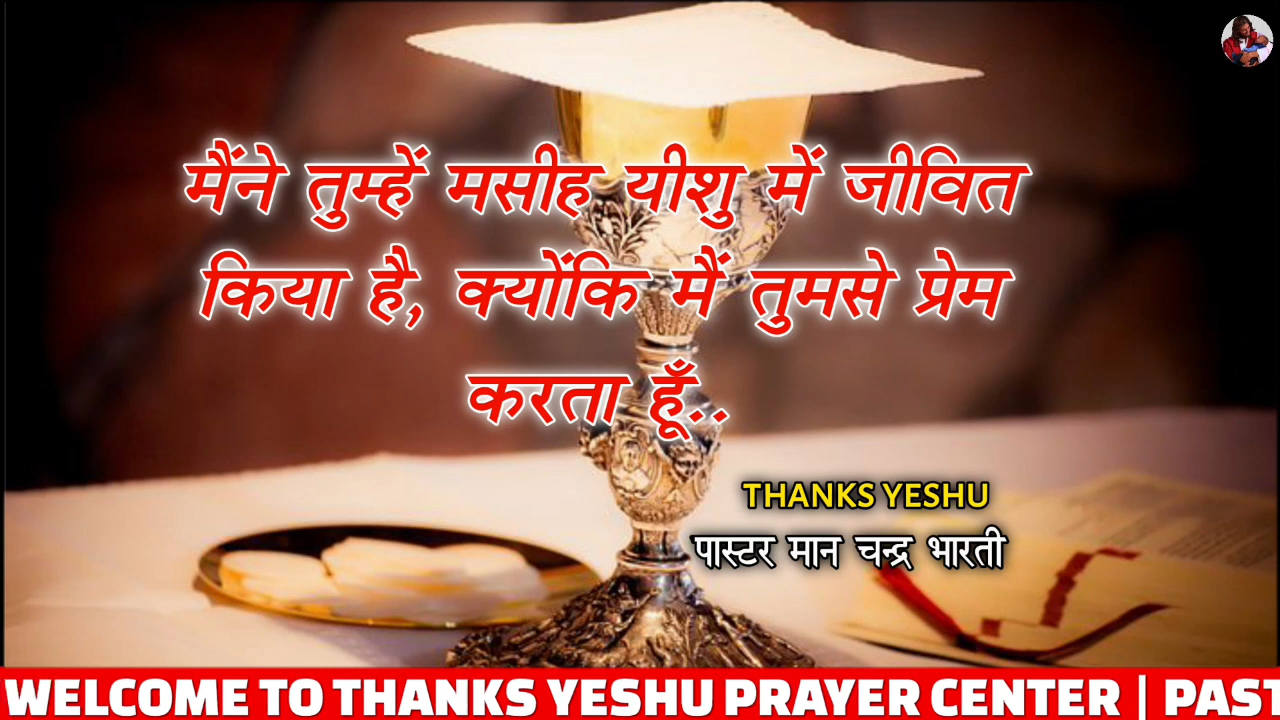 मैंने तुम्हें मसीह यीशु में जीवित
किया है, क्योंकि मैं तुमसे प्रेम
करता हूँ..
THANKS YESHU
पास्टर मान चन्द्र भारती
WELCOME TO THANKS YESHU PRAYER CENTER | PAST